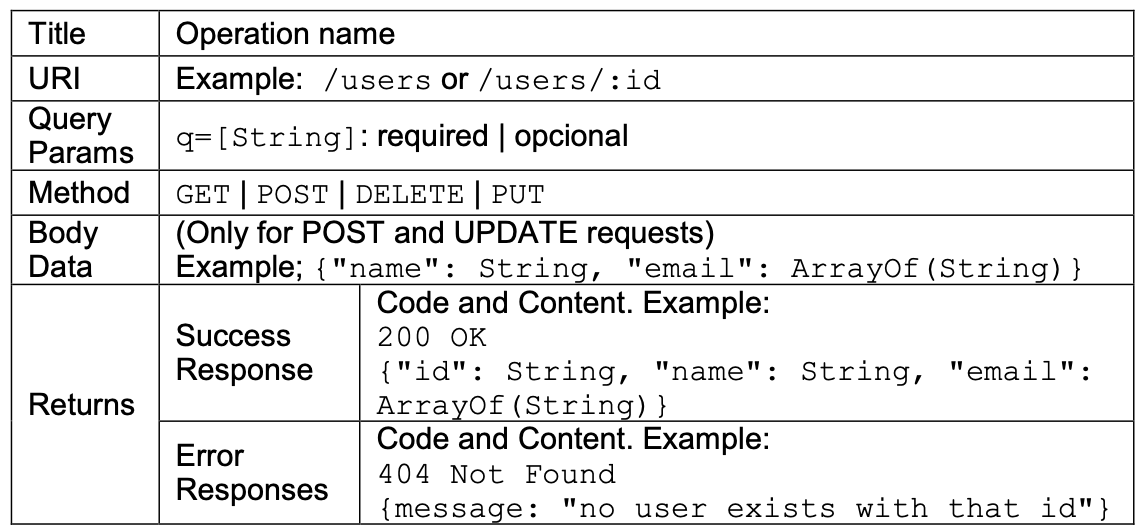 Title Operation name
URI Example: /users or /users/:id
Query
Params
q=[String]: required | opcional
Method GET | POST | DELETE | PUT
Body
Data
(Only for POST and UPDATE requests)
Example; {"name": String, "email": ArrayOf(String)}
Returns
Success
Response
Code and Content. Example:
200 OK
{"id": String, "name": String, "email":
ArrayOf(String)}
Error
Responses
Code and Content. Example:
404 Not Found
{message: "no user exists with that id"}